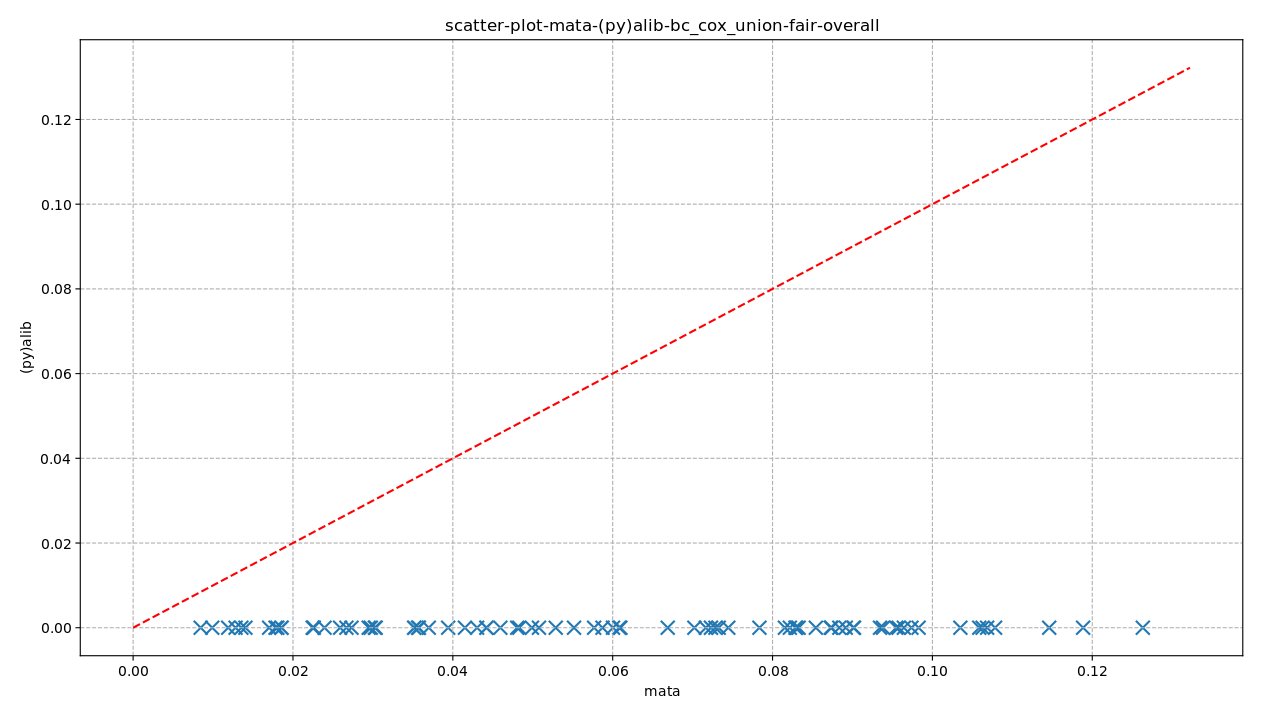 scatter-plot-mata-(py)alib-bc_cox_union-fair-overall
(py)alib
0.12
0.10
0.08
0.06
0.04
0.02
0.00
0.00 0.02 0.04 0.06 0.08 0.10 0.12
mata